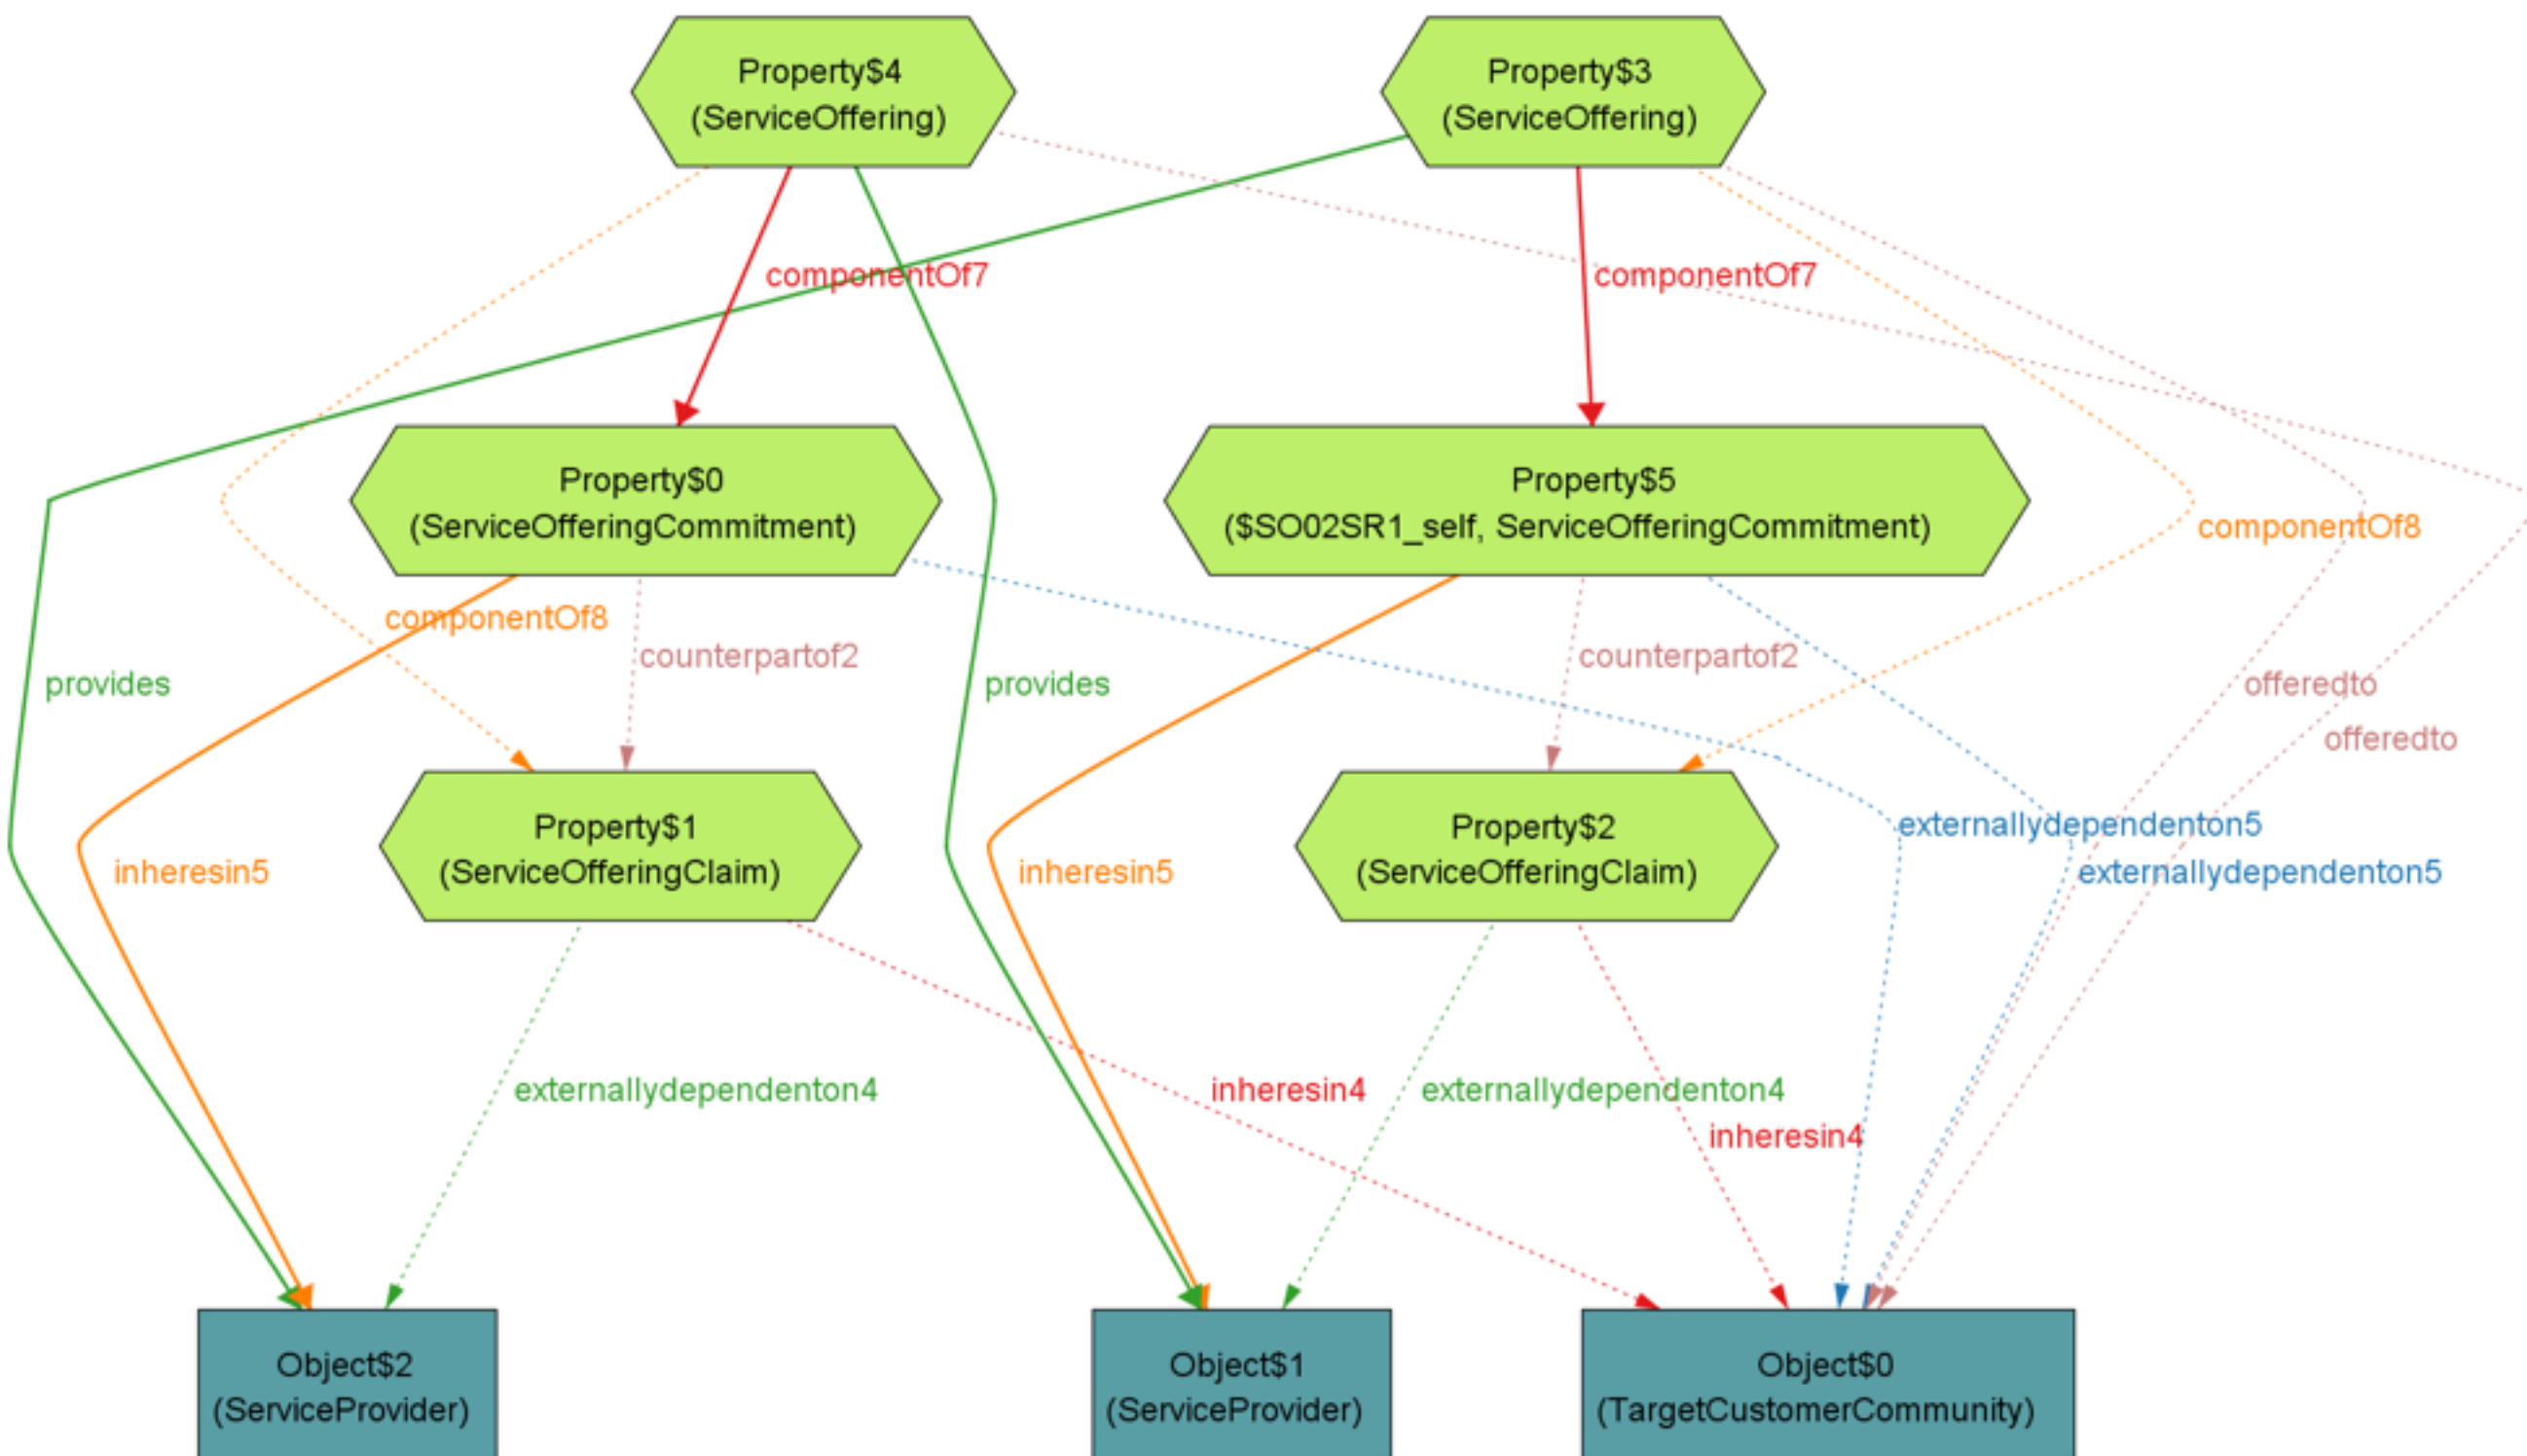 Property$4
(ServiceOffering)
Property$3
(ServiceOffering)
componentOf7
componentOf7
Property$0
(ServiceOfferingCommitment)
Property$5
($SO02SR1_self, ServiceOfferingCommitment)
componentOf8
componentOf8
counterpartof2
counterpartof2
provides
provides
offeredto
offeredto
Property$1
(ServiceOfferingClaim)
Property$2
(ServiceOfferingClaim)
externallydependenton5
inheresin5
inheresin5
externallydependenton5
externallydependenton4
inheresin4
externallydependenton4
inheresin4
Object$2
(ServiceProvider)
Object$1
(ServiceProvider)
Object$0
(TargetCustomerCommunity)